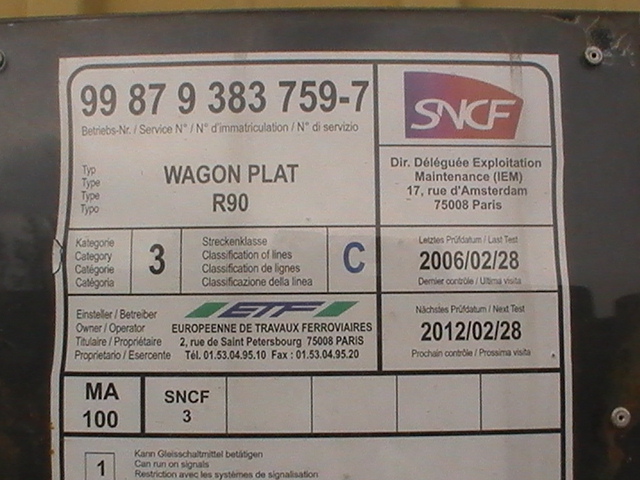 99 87 9 383 759-7
Betriebs-Nr. / Service N° / N° d'immatriculation / N° di servizio
SNCF
Typ
Type
Type
Typo
WAGON PLAT
R90
Dir. Déléguée Exploitation
Maintenance (IEM)
17, rue d'Amsterdam
75008 Paris
Kategorie
Category
Catégorie
Catégoria
3
Streckenklasse
Classification of lines
Classification de lignes
Classificazione della linea
C
Letztes Prüfdatum / Last Test
2006/02/28
Dernier contrôle / Ultima visita
Einsteller / Betreiber
Owner / Operator
Titulaire / Propriétaire
Proprietario / Esercente
ETF
EUROPEENNE DE TRAVAUX FERROVIAIRES
2, rue de Saint Petersbourg 75008 PARIS
Tél. 01.53.04.95.10 Fax : 01.53.04.95.20
Nächstes Prüfdatum / Next Test
2012/02/28
Prochain contrôle / Prossima visita
MA
100
SNCF
3
1
Kann Gleisschaltmittel betätigen
Can run on signals
Restriction avec les systèmes de signalisation